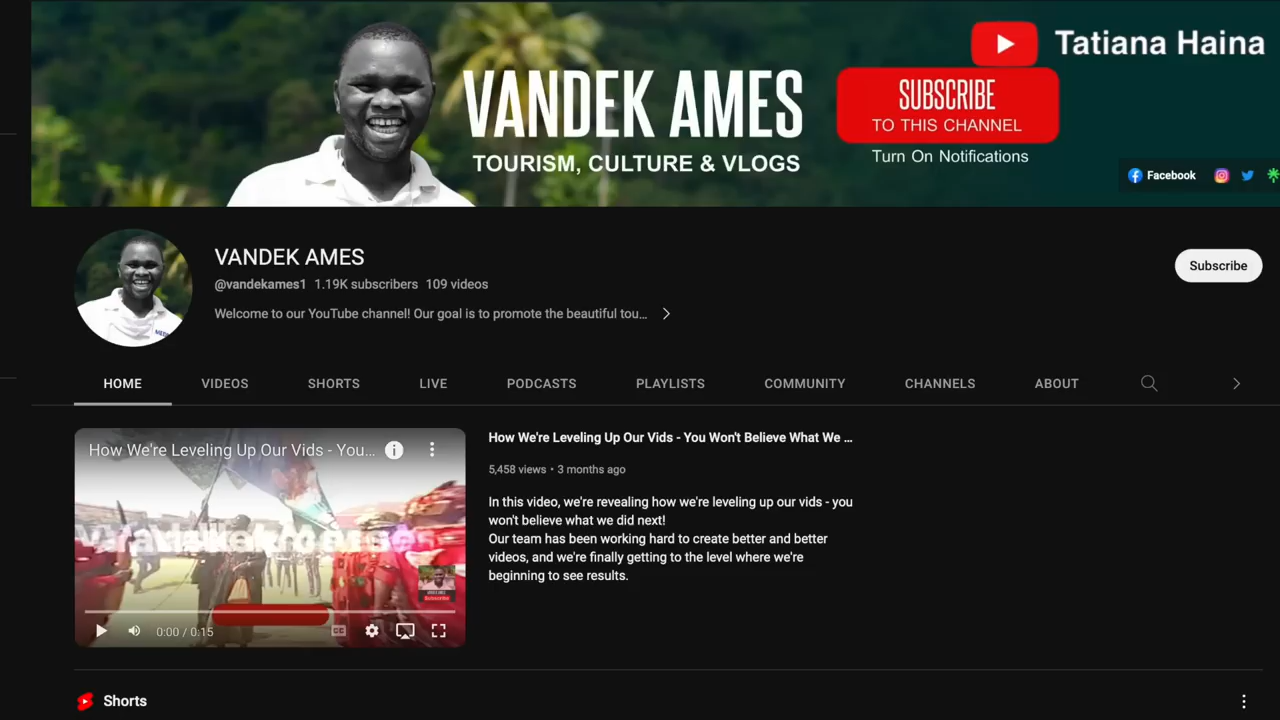 Tatiana Haina
VANDEK AMES
TOURISM, CULTURE & VLOGS
SUBSCRIBE
TO THIS CHANNEL
Turn On Notifications
Facebook
VANDEK AMES
@vandekames1 1.19K subscribers 109 videos
Welcome to our YouTube channel! Our goal is to promote the beautiful tou...
Subscribe
HOME VIDEOS SHORTS LIVE PODCASTS PLAYLISTS COMMUNITY CHANNELS ABOUT
How We're Leveling Up Our Vids - You...
0:00 / 0:15
CC
How We're Leveling Up Our Vids - You Won't Believe What We ...
5,458 views • 3 months ago
In this video, we're revealing how we're leveling up our vids - you
won't believe what we did next!
Our team has been working hard to create better and better
videos, and we're finally getting to the level where we're
beginning to see results.
Shorts